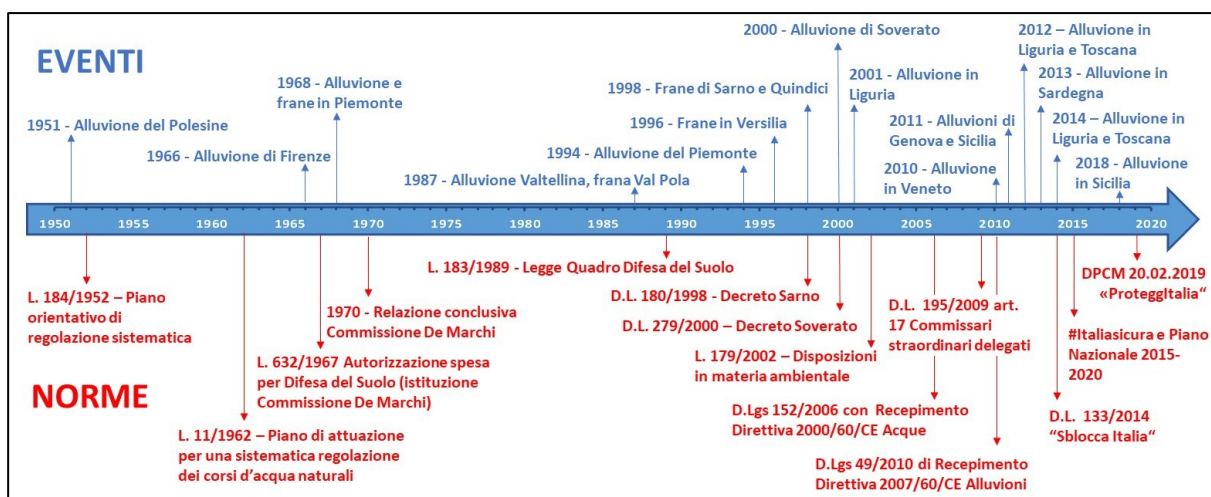 EVENTI
1951 - Alluvione del Polesine
1966 - Alluvione di Firenze
1968 - Alluvione e
frane in Piemonte
1987 - Alluvione Valtellina, frana Val Pola
1994 - Alluvione del Piemonte
1996 - Frane in Versilia
1998 - Frane di Sarno e Quindici
2000 - Alluvione di Soverato
2001 - Alluvione in
Liguria
2010 - Alluvione
in Veneto
2011 - Alluvioni di
Genova e Sicilia
2012 – Alluvione in
Liguria e Toscana
2013 - Alluvione in
Sardegna
2014 – Alluvione in
Liguria e Toscana
2018 - Alluvione
in Sicilia
1950 1955 1960 1965 1970 1975 1980 1985 1990 1995 2000 2005 2010 2015 2020
L. 184/1952 – Piano
orientativo di
regolazione sistematica
NORME
L. 11/1962 – Piano di attuazione
per una sistematica regolazione
dei corsi d’acqua naturali
L. 632/1967 Autorizzazione spesa
per Difesa del Suolo (istituzione
Commissione De Marchi)
1970 - Relazione conclusiva
Commissione De Marchi
L. 183/1989 - Legge Quadro Difesa del Suolo
D.L. 180/1998 - Decreto Sarno
D.L. 279/2000 – Decreto Soverato
L. 179/2002 – Disposizioni
in materia ambientale
D.Lgs 152/2006 con Recepimento
Direttiva 2000/60/CE Acque
D.L. 195/2009 art.
17 Commissari
straordinari delegati
D.Lgs 49/2010 di Recepimento
Direttiva 2007/60/CE Alluvioni
D.L. 133/2014
“Sblocca Italia“
#Italiasicura e Piano
Nazionale 2015-
2020
DPCM 20.02.2019
«ProteggItalia“